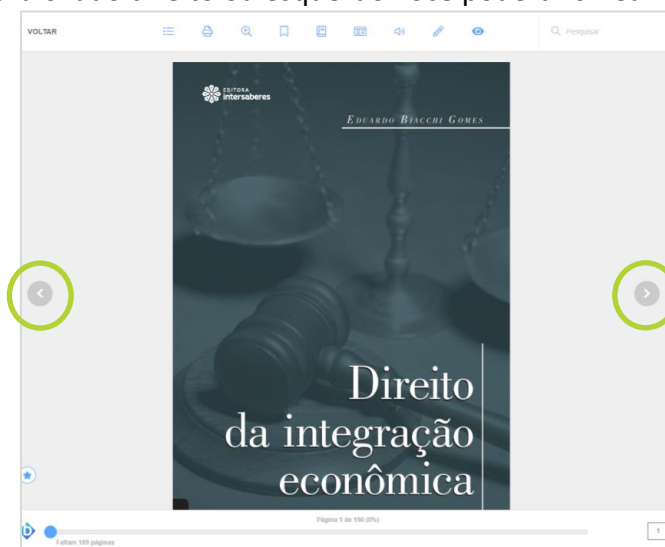 VOLTAR
Pesquisar
EDITORA
intersaberes
EDUARDO BIACCHI GOMES
Direito
da integração
econômica
Página 1 de 190 (0%)
1
Faltam 189 páginas